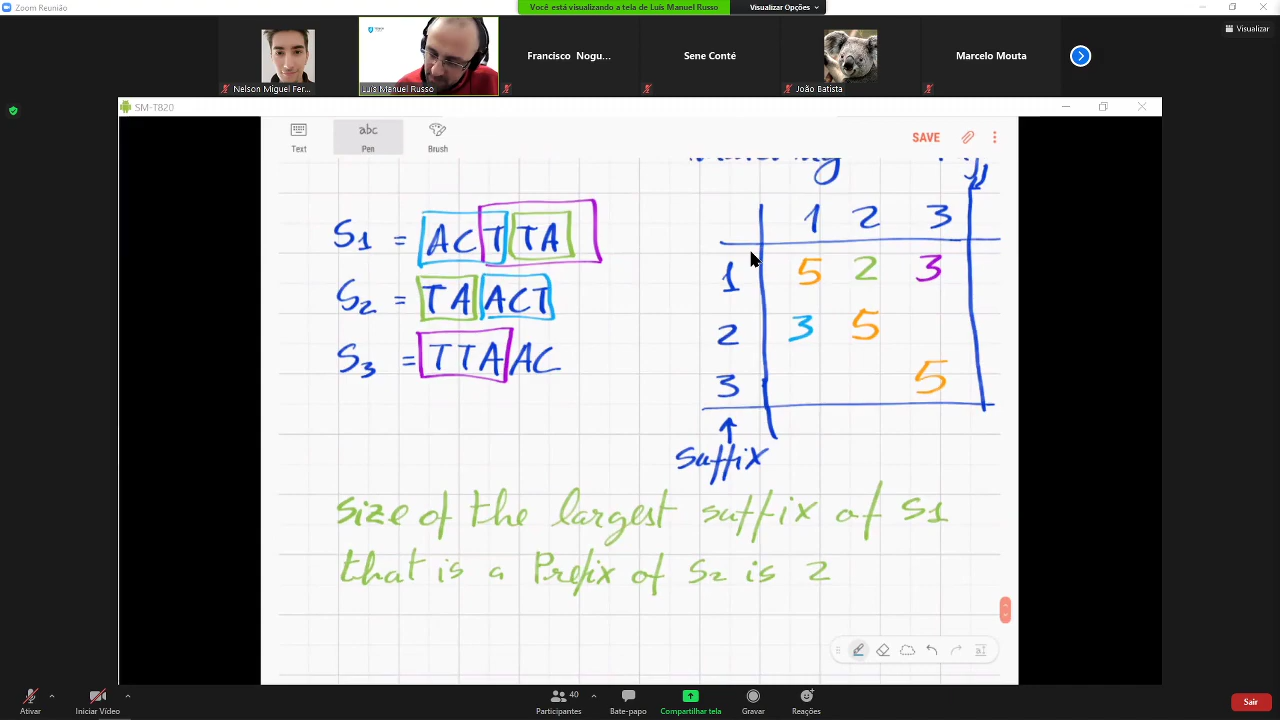 Zoom Reunião
Você está visualizando a tela de Luís Manuel Russo
Visualizar Opções
Visualizar
Nelson Miguel Fer...
Luís Manuel Russo
Francisco Nogu...
Sene Conté
João Batista
Marcelo Mouta
SM-T820
Text
abc
Pen
Brush
SAVE
1 2 3
S1 = ACTTA
1 5 2 3
S2 = TAACT
2 3 5
S3 = TTAAC
3 5
suffix
size of the largest suffix of S1
that is a Prefix of S2 is 2
Ativar
Iniciar Vídeo
40
Participantes
Bate-papo
Compartilhar tela
Gravar
Reações
Sair